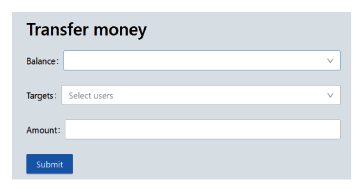 Transfer money
Balance:
Targets: Select users
Amount:
Submit